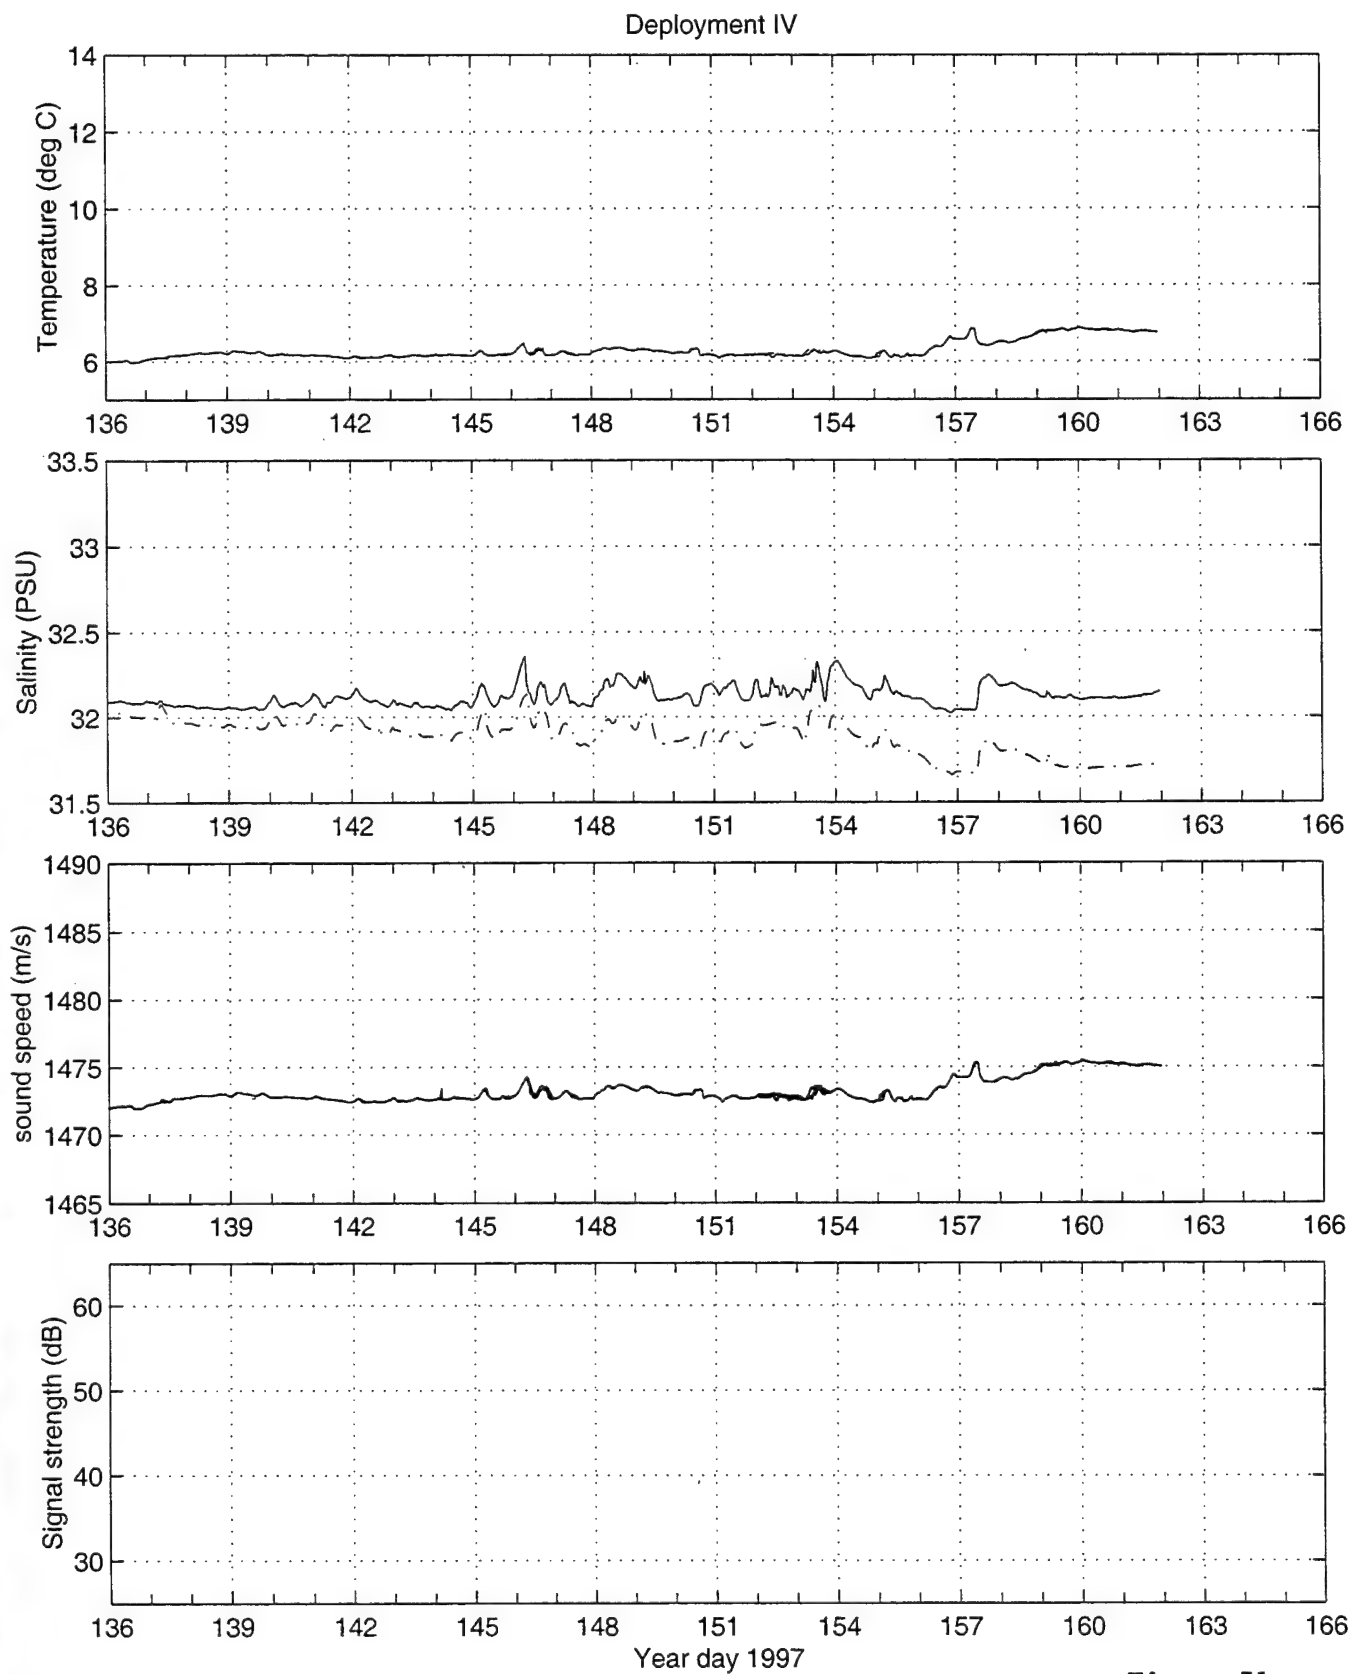 Deployment IV
14
12
10
8
6
Temperature (deg C)
136 139 142 145 148 151 154 157 160 163 166
33.5
33
32.5
32
31.5
Salinity (PSU)
136 139 142 145 148 151 154 157 160 163 166
1490
1485
1480
1475
1470
1465
sound speed (m/s)
136 139 142 145 148 151 154 157 160 163 166
60
50
40
30
Signal strength (dB)
136 139 142 145 148 151 154 157 160 163 166
Year day 1997